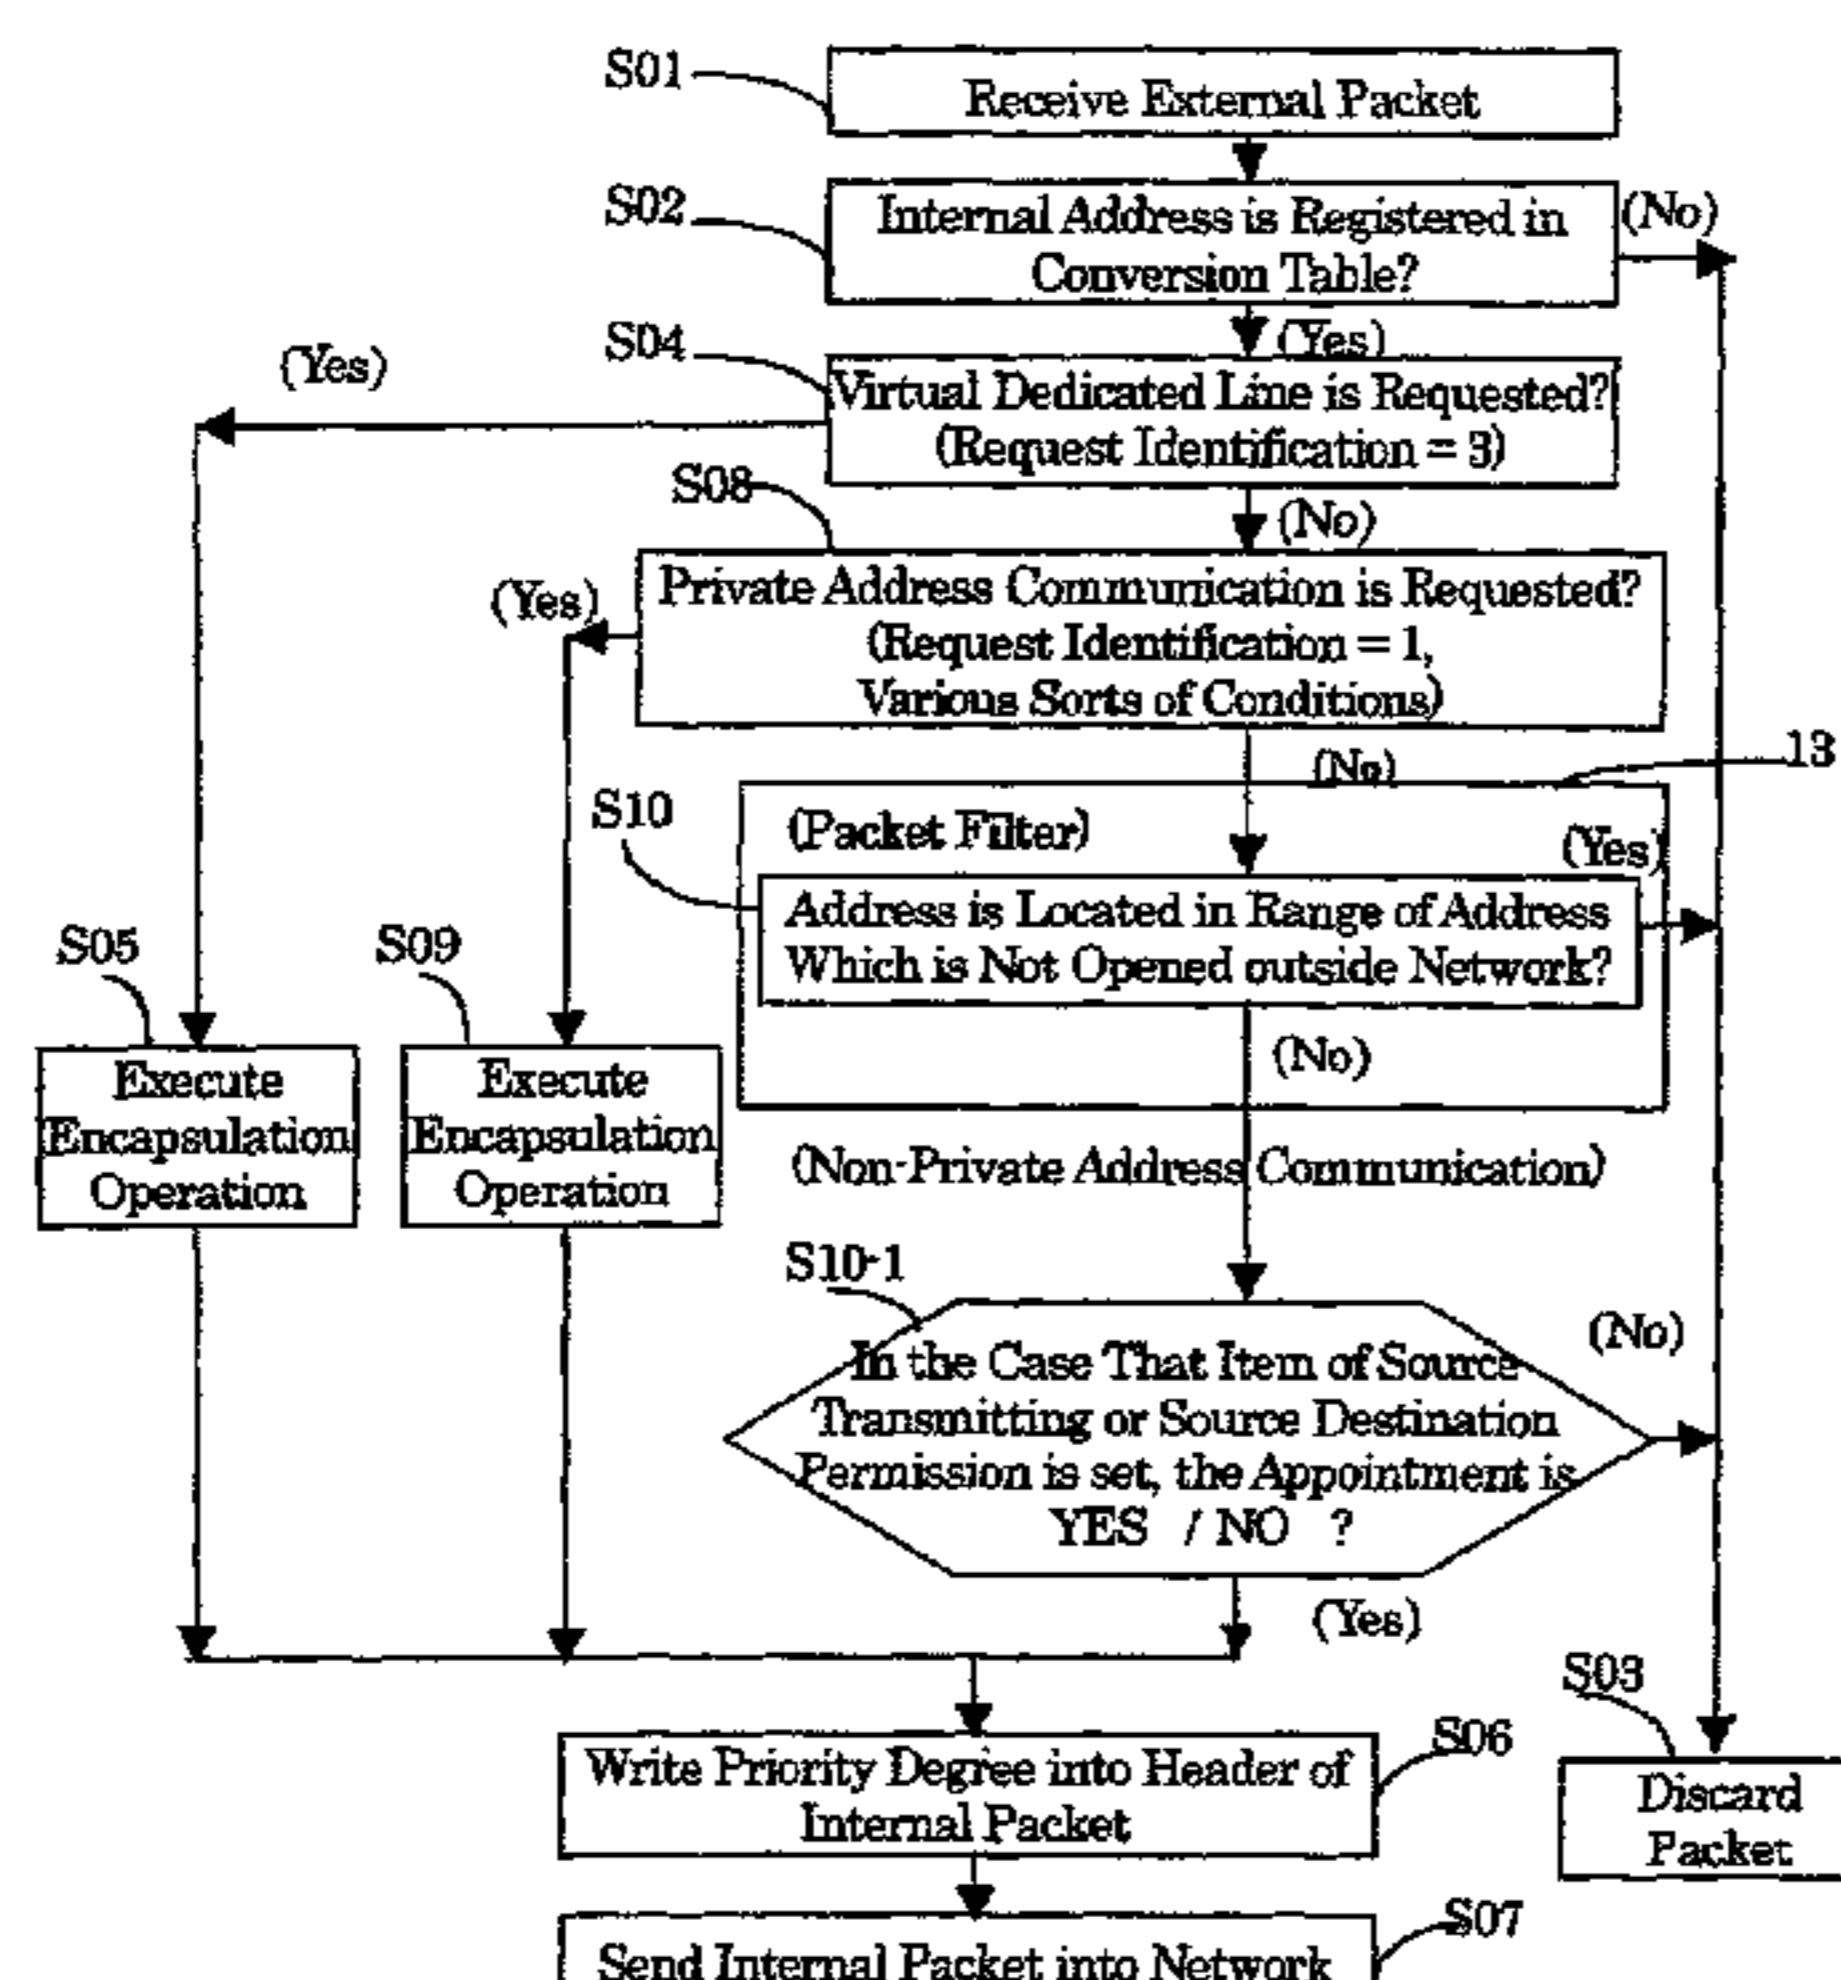 S01
Receive External Packet
S02
Internal Address is Registered in
Conversion Table?
(No)
(Yes)
S04
Virtual Dedicated Line is Requested?
(Request Identification = 3)
(Yes)
(No)
S08
Private Address Communication is Requested?
(Request Identification = 1,
Various Sorts of Conditions)
(Yes)
(No)
13
(Packet Filter)
S10
(Yes)
Address is Located in Range of Address
Which is Not Opened outside Network?
(No)
S05
Execute
Encapsulation
Operation
S09
Execute
Encapsulation
Operation
(Non-Private Address Communication)
S10-1
In the Case That Item of Source
Transmitting or Source Destination
Permission is set, the Appointment is
YES / NO ?
(No)
(Yes)
S03
Discard
Packet
S06
Write Priority Degree into Header of
Internal Packet
S07
Send Internal Packet into Network